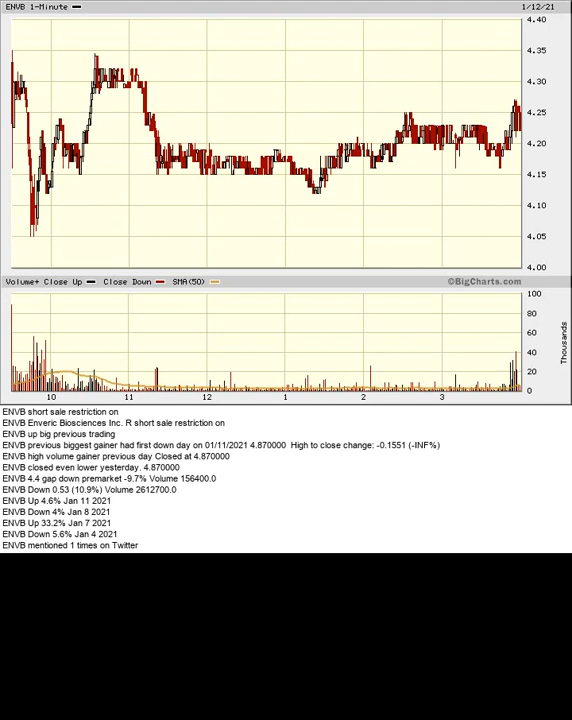 ENVB 1-Minute
1/12/21
4.40
4.35
4.30
4.25
4.20
4.15
4.10
4.05
4.00
Volume+ Close Up Close Down SMA(50) ©BigCharts.com
100
80
60
40
20
0
Thousands
10 11 12 1 2 3
ENVB short sale restriction on
ENVB Enveric Biosciences Inc. R short sale restriction on
ENVB up big previous trading
ENVB previous biggest gainer had first down day on 01/11/2021 4.870000 High to close change: -0.1551 (-INF%)
ENVB high volume gainer previous day Closed at 4.870000
ENVB closed even lower yesterday. 4.870000
ENVB 4.4 gap down premarket -9.7% Volume 156400.0
ENVB Down 0.53 (10.9%) Volume 2612700.0
ENVB Up 4.6% Jan 11 2021
ENVB Down 4% Jan 8 2021
ENVB Up 33.2% Jan 7 2021
ENVB Down 5.6% Jan 4 2021
ENVB mentioned 1 times on Twitter